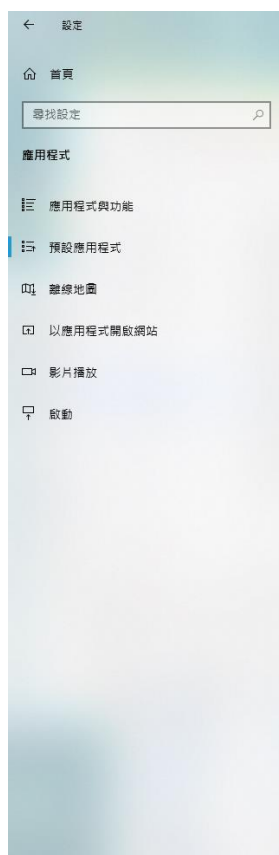 設定
首頁
尋找設定
應用程式
應用程式與功能
預設應用程式
離線地圖
以應用程式開啟網站
影片播放
啟動